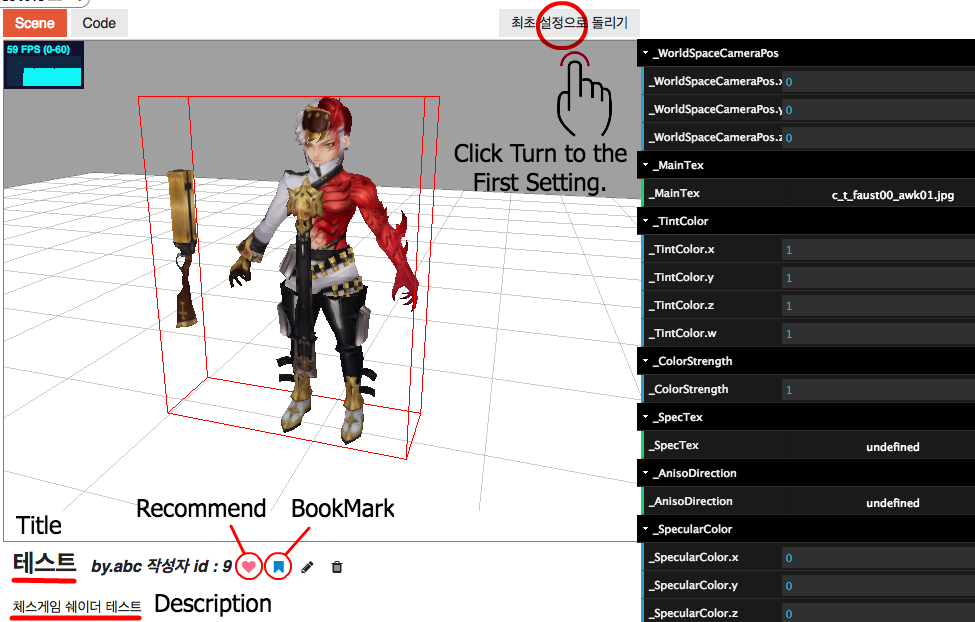 Scene
Code
최초 설정으로 돌리기
59 FPS (0-60)
Click Turn to the
First Setting.
_WorldSpaceCameraPos
_WorldSpaceCameraPos.x 0
_WorldSpaceCameraPos.y 0
_WorldSpaceCameraPos.z 0
_MainTex
_MainTex c_t_faust00_awk01.jpg
_TintColor
_TintColor.x 1
_TintColor.y 1
_TintColor.z 1
_TintColor.w 1
_ColorStrength
_ColorStrength 1
_SpecTex
_SpecTex undefined
_AnisoDirection
_AnisoDirection undefined
_SpecularColor
_SpecularColor.x 0
_SpecularColor.y 0
_SpecularColor.z 0
Recommend
BookMark
Title
테스트 by.abc 작성자 id : 9
체스게임 쉐이더 테스트
Description